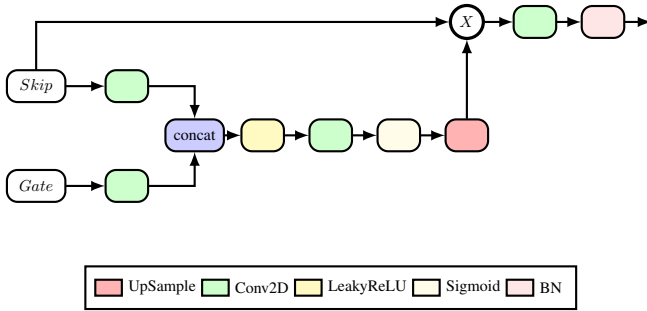 X
Skip
concat
Gate
UpSample Conv2D LeakyReLU Sigmoid BN